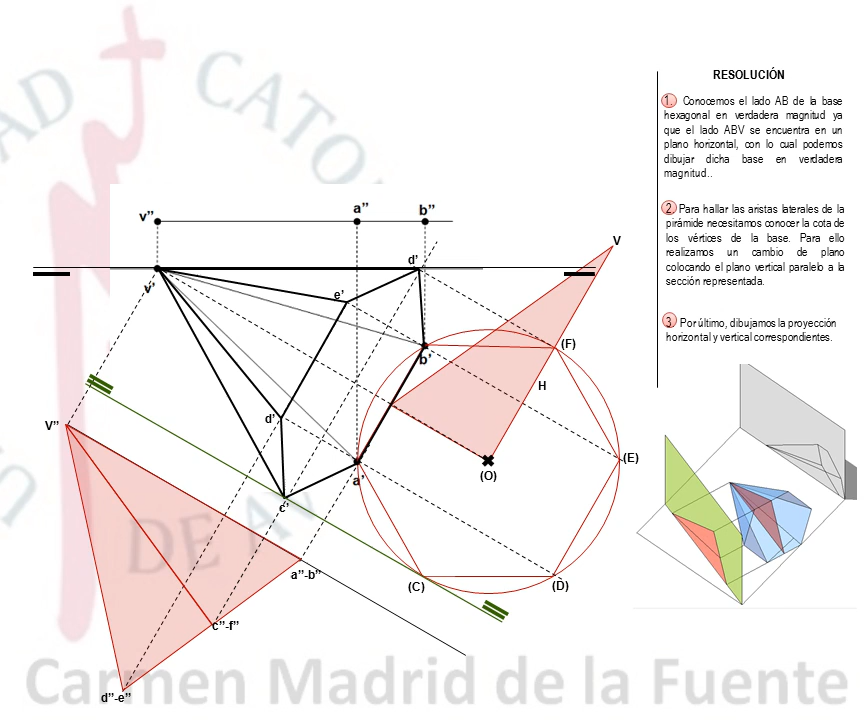 AD
CATO
RESOLUCIÓN
1. Conocemos el lado AB de la base
hexagonal en verdadera magnitud ya
que el lado ABV se encuentra en un
plano horizontal, con lo cual podemos
dibujar dicha base en verdadera
magnitud..
2. Para hallar las aristas laterales de la
pirámide necesitamos conocer la cota de
los vértices de la base. Para ello
realizamos un cambio de plano
colocando el plano vertical paralelo a la
sección representada.
3. Por último, dibujamos la proyección
horizontal y vertical correspondientes.
v”
a”
b”
V
d’
v’
e’
b’
(F)
H
d’
V”
(E)
(O)
a’
c’
DE AV
a”-b”
(C)
(D)
c”-f”
d”-e”
Carmen Madrid de la Fuente